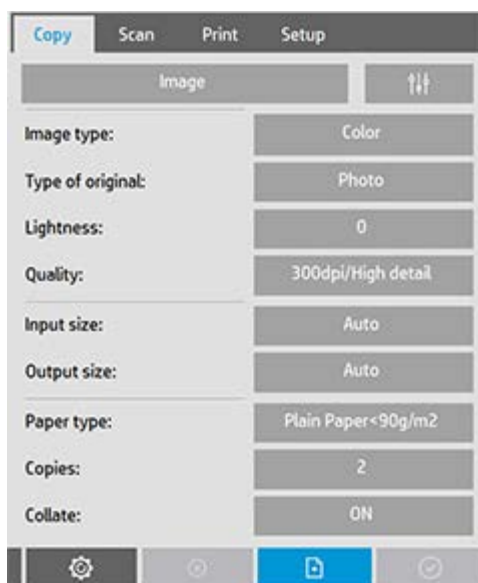 Copy Scan Print Setup
Image
Image type: Color
Type of original: Photo
Lightness: 0
Quality: 300dpi/High detail
Input size: Auto
Output size: Auto
Paper type: Plain Paper<90g/m2
Copies: 2
Collate: ON